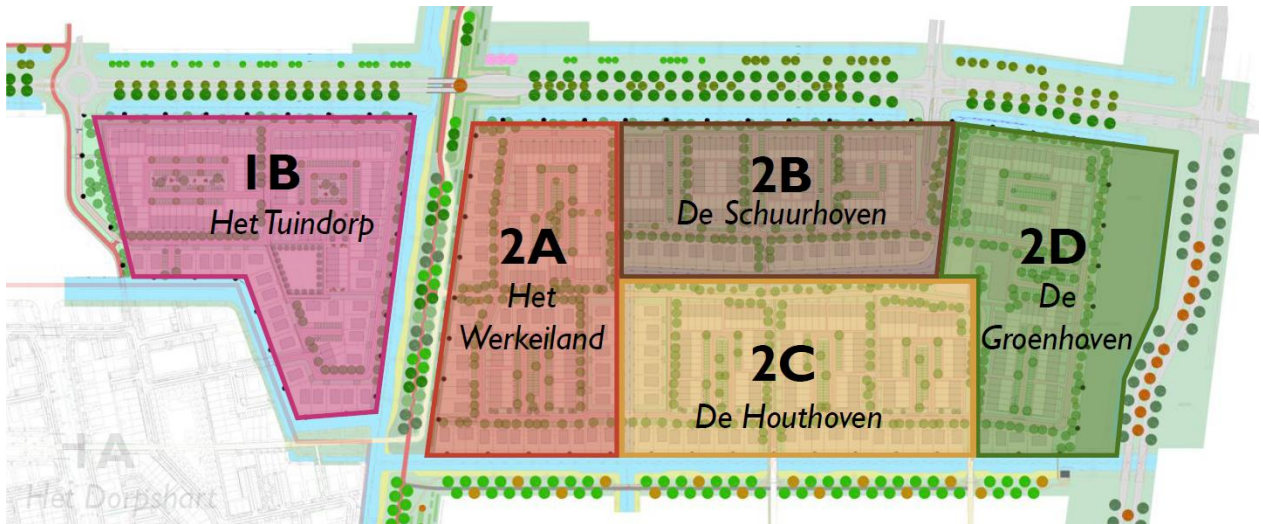 1B
Het Tuindorp
2A
Het
Werkeiland
2B
De Schuurhoven
2C
De Houthoven
2D
De
Groenhoven
1A
Het Dorpshart